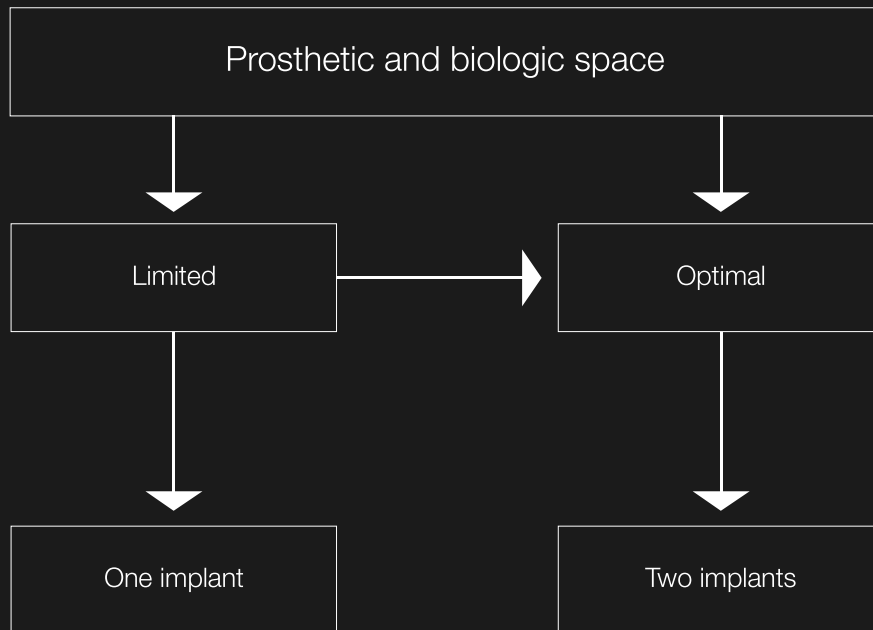 Prosthetic and biologic space
Limited
Optimal
One implant
Two implants